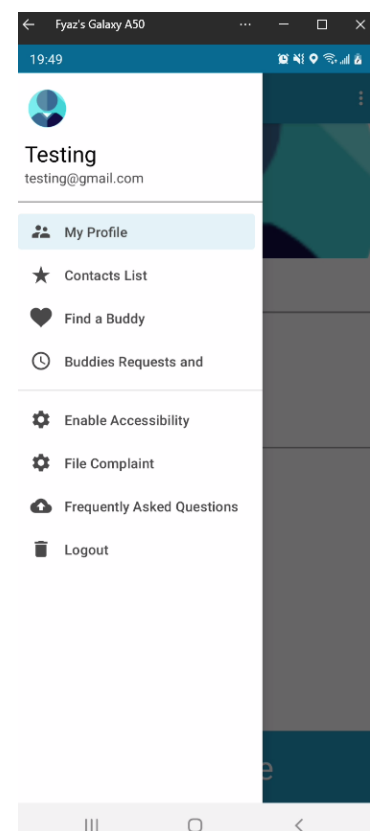 Fyaz's Galaxy A50
19:49
Testing
testing@gmail.com
My Profile
Contacts List
Find a Buddy
Buddies Requests and
Enable Accessibility
File Complaint
Frequently Asked Questions
Logout
e